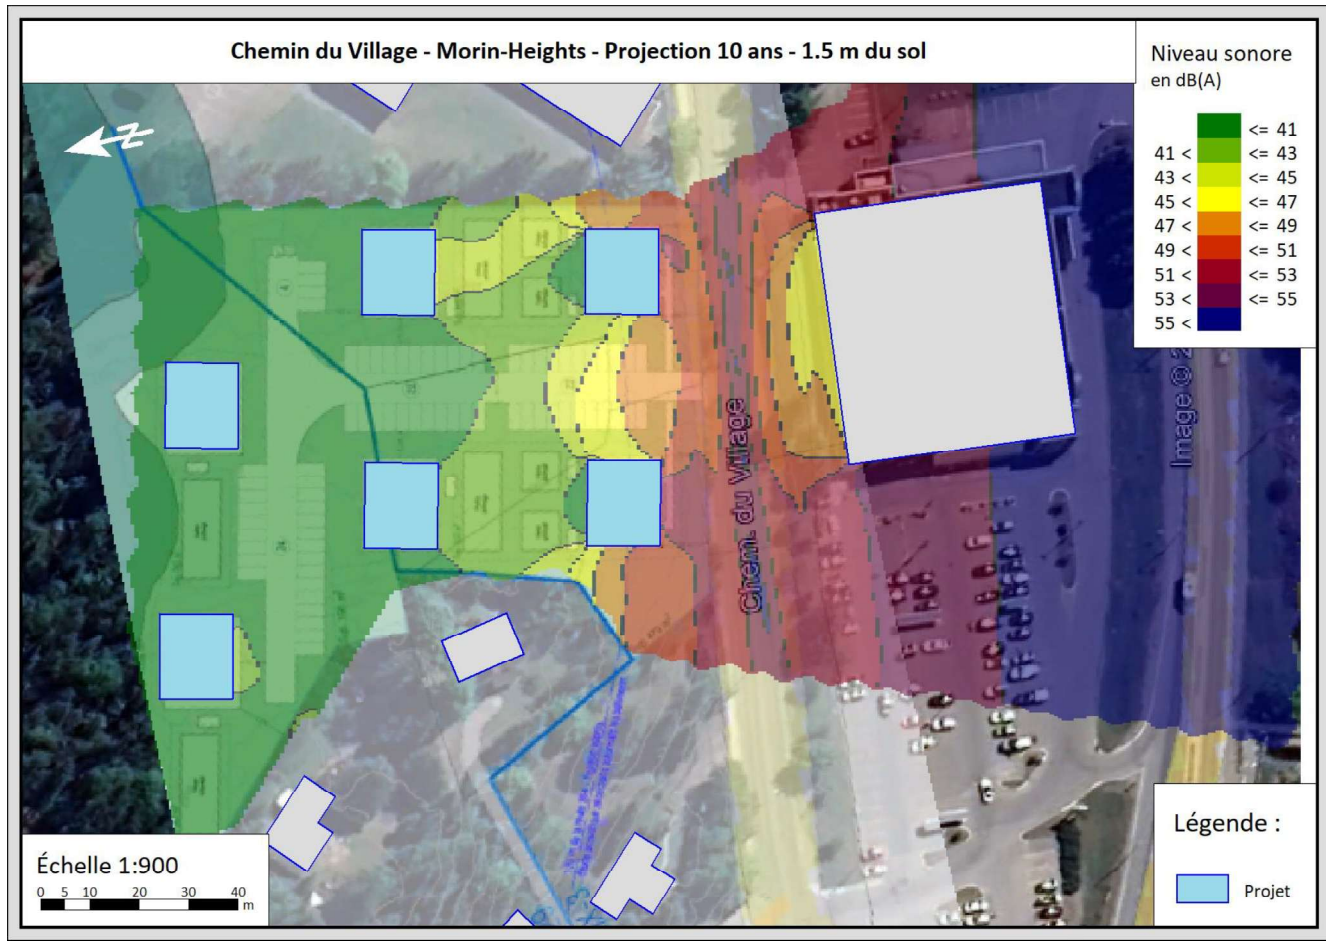 Chemin du Village - Morin-Heights - Projection 10 ans - 1.5 m du sol
Niveau sonore
en dB(A)
<= 41
41 < <= 43
43 < <= 45
45 < <= 47
47 < <= 49
49 < <= 51
51 < <= 53
53 < <= 55
55 <
N
Chem. du Village
Image © 2
Échelle 1:900
0 5 10 20 30 40
m
Légende :
Projet